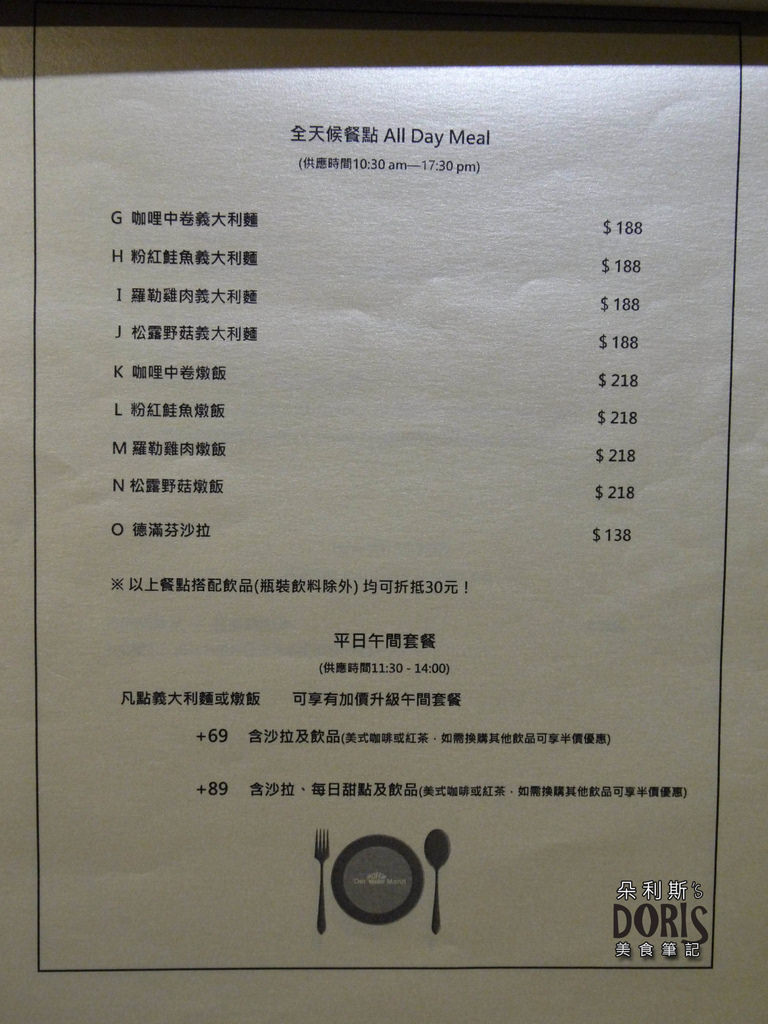 全天候餐點 All Day Meal
(供應時間10:30 am—17:30 pm)
G 咖哩中卷義大利麵 $ 188
H 粉紅鮭魚義大利麵 $ 188
I 羅勒雞肉義大利麵 $ 188
J 松露野菇義大利麵 $ 188
K 咖哩中卷燉飯 $ 218
L 粉紅鮭魚燉飯 $ 218
M 羅勒雞肉燉飯 $ 218
N 松露野菇燉飯 $ 218
O 德滿芬沙拉 $ 138
※ 以上餐點搭配飲品(瓶裝飲料除外) 均可折抵30元！
平日午間套餐
(供應時間11:30 - 14:00)
凡點義大利麵或燉飯 可享有加價升級午間套餐
+69 含沙拉及飲品(美式咖啡或紅茶．如需換購其他飲品可享半價優惠)
+89 含沙拉、每日甜點及飲品(美式咖啡或紅茶．如需換購其他飲品可享半價優惠)
朵利斯's
DORIS
美食筆記